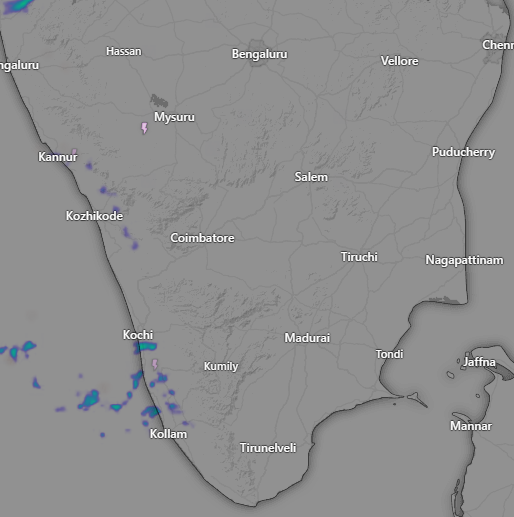 Hassan
Bengaluru
Chenn
Vellore
ngaluru
Mysuru
Kannur
Puducherry
Salem
Kozhikode
Coimbatore
Tiruchi
Nagapattinam
Kochi
Madurai
Tondi
Kumily
Jaffna
Kollam
Mannar
Tirunelveli